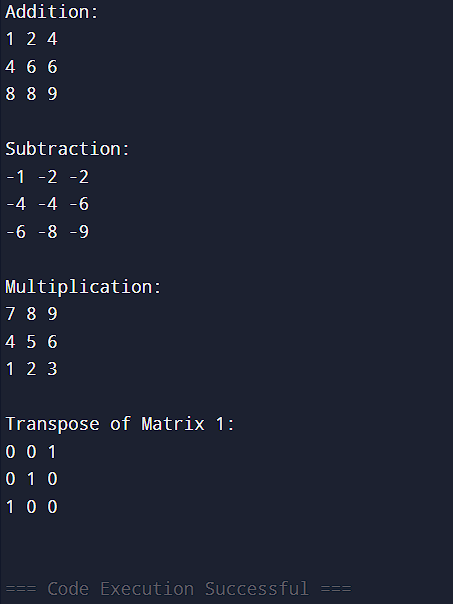 Addition:
1 2 4
4 6 6
8 8 9
Subtraction:
-1 -2 -2
-4 -4 -6
-6 -8 -9
Multiplication:
7 8 9
4 5 6
1 2 3
Transpose of Matrix 1:
0 0 1
0 1 0
1 0 0
=== Code Execution Successful ===